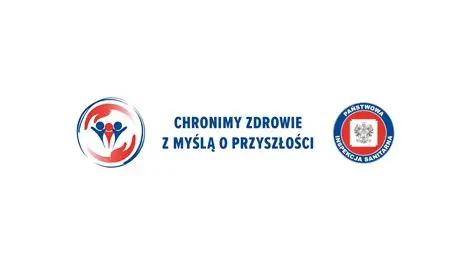 CHRONIMY ZDROWIE
Z MYŚLĄ O PRZYSZŁOŚCI
PAŃSTWOWA
INSPEKCJA SANITARNA